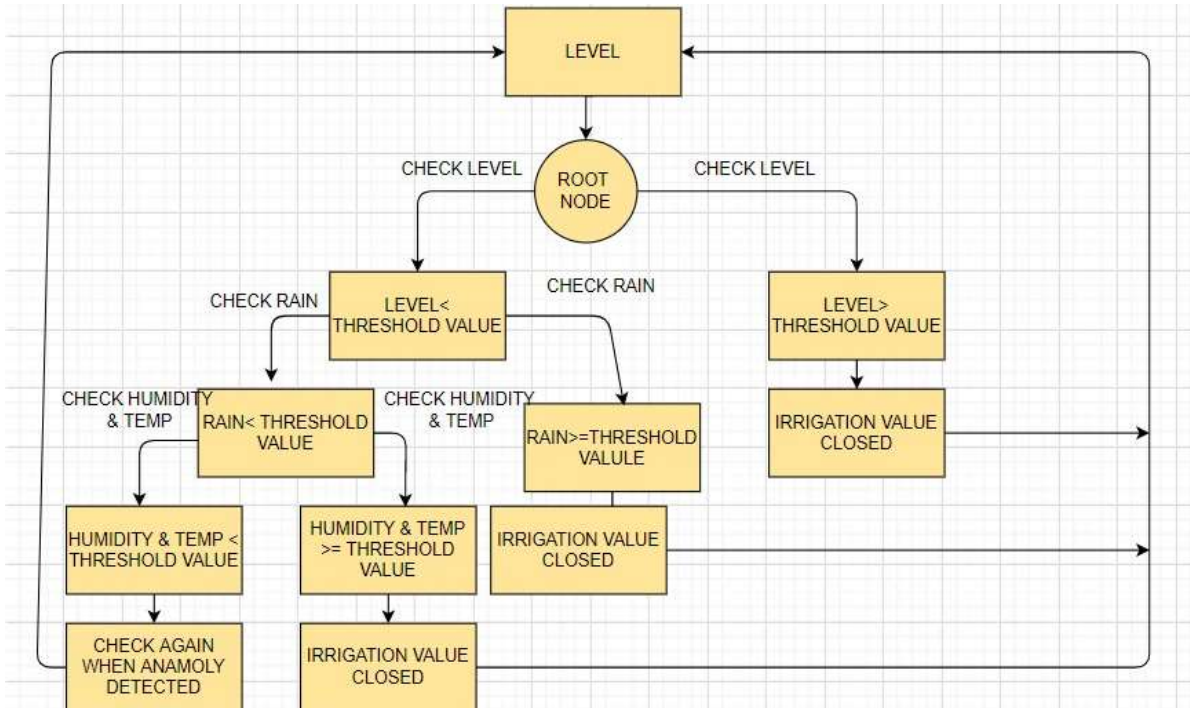 LEVEL
CHECK LEVEL
ROOT
NODE
CHECK LEVEL
CHECK RAIN
LEVEL<
THRESHOLD VALUE
CHECK RAIN
LEVEL>
THRESHOLD VALUE
CHECK HUMIDITY
& TEMP
RAIN< THRESHOLD
VALUE
CHECK HUMIDITY
& TEMP
RAIN>=THRESHOLD
VALULE
IRRIGATION VALUE
CLOSED
HUMIDITY & TEMP <
THRESHOLD VALUE
HUMIDITY & TEMP
>= THRESHOLD
VALUE
IRRIGATION VALUE
CLOSED
CHECK AGAIN
WHEN ANAMOLY
DETECTED
IRRIGATION VALUE
CLOSED